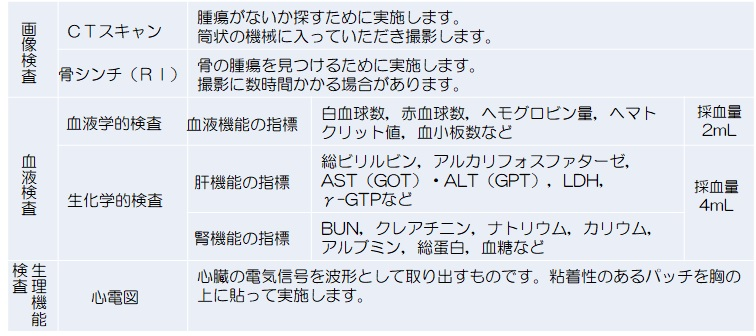 画像検査
CTスキャン
腫瘍がないか探すために実施します。
筒状の機械に入っていただき撮影します。
骨シンチ（RI）
骨の腫瘍を見つけるために実施します。
撮影に数時間かかる場合があります。
血液検査
血液学的検査
血液機能の指標
白血球数，赤血球数，ヘモグロビン量，ヘマト
クリット値，血小板数など
採血量
2mL
生化学的検査
肝機能の指標
総ビリルビン，アルカリフォスファターゼ，
AST（GOT）・ALT（GPT），LDH，
γ-GTPなど
採血量
4mL
腎機能の指標
BUN，クレアチニン，ナトリウム，カリウム，
アルブミン，総蛋白，血糖など
生理機能
検査
心電図
心臓の電気信号を波形として取り出すものです。粘着性のあるパッチを胸の
上に貼って実施します。